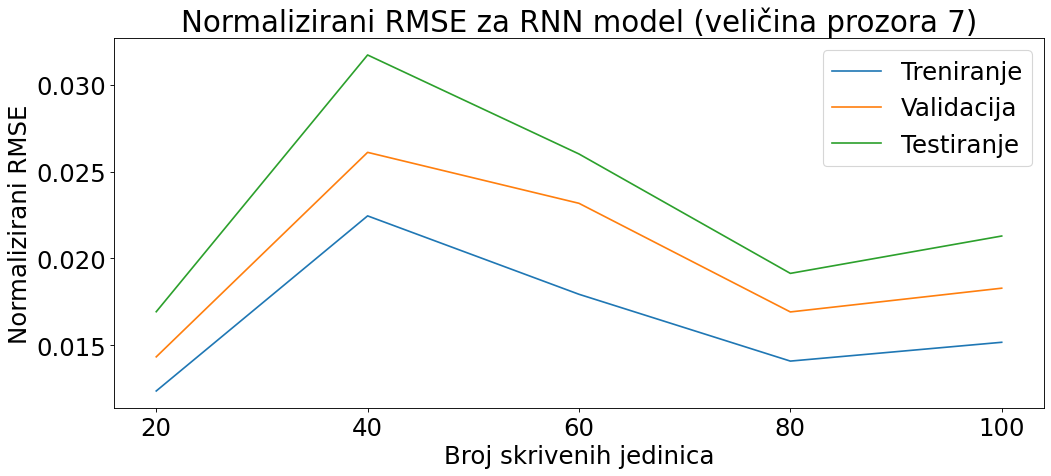 Normalizirani RMSE za RNN model (veličina prozora 7)
Treniranje
Validacija
Testiranje
Normalizirani RMSE
0.030
0.025
0.020
0.015
20 40 60 80 100
Broj skrivenih jedinica